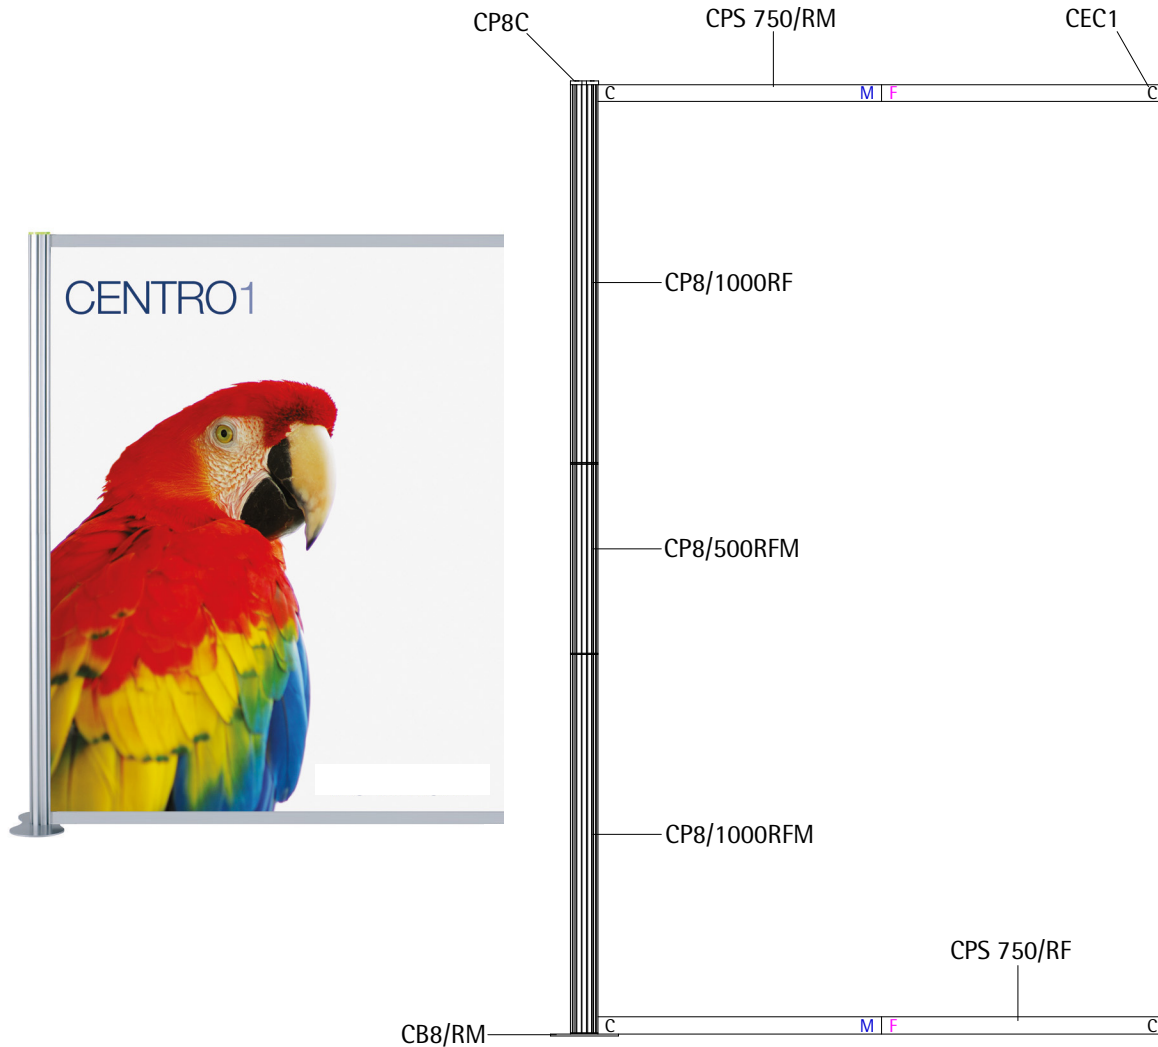 CP8C
CPS 750/RM
CEC1
C
M
F
C
CENTRO1
CP8/1000RF
CP8/500RFM
CP8/1000RFM
CPS 750/RF
C
M
F
C
CB8/RM